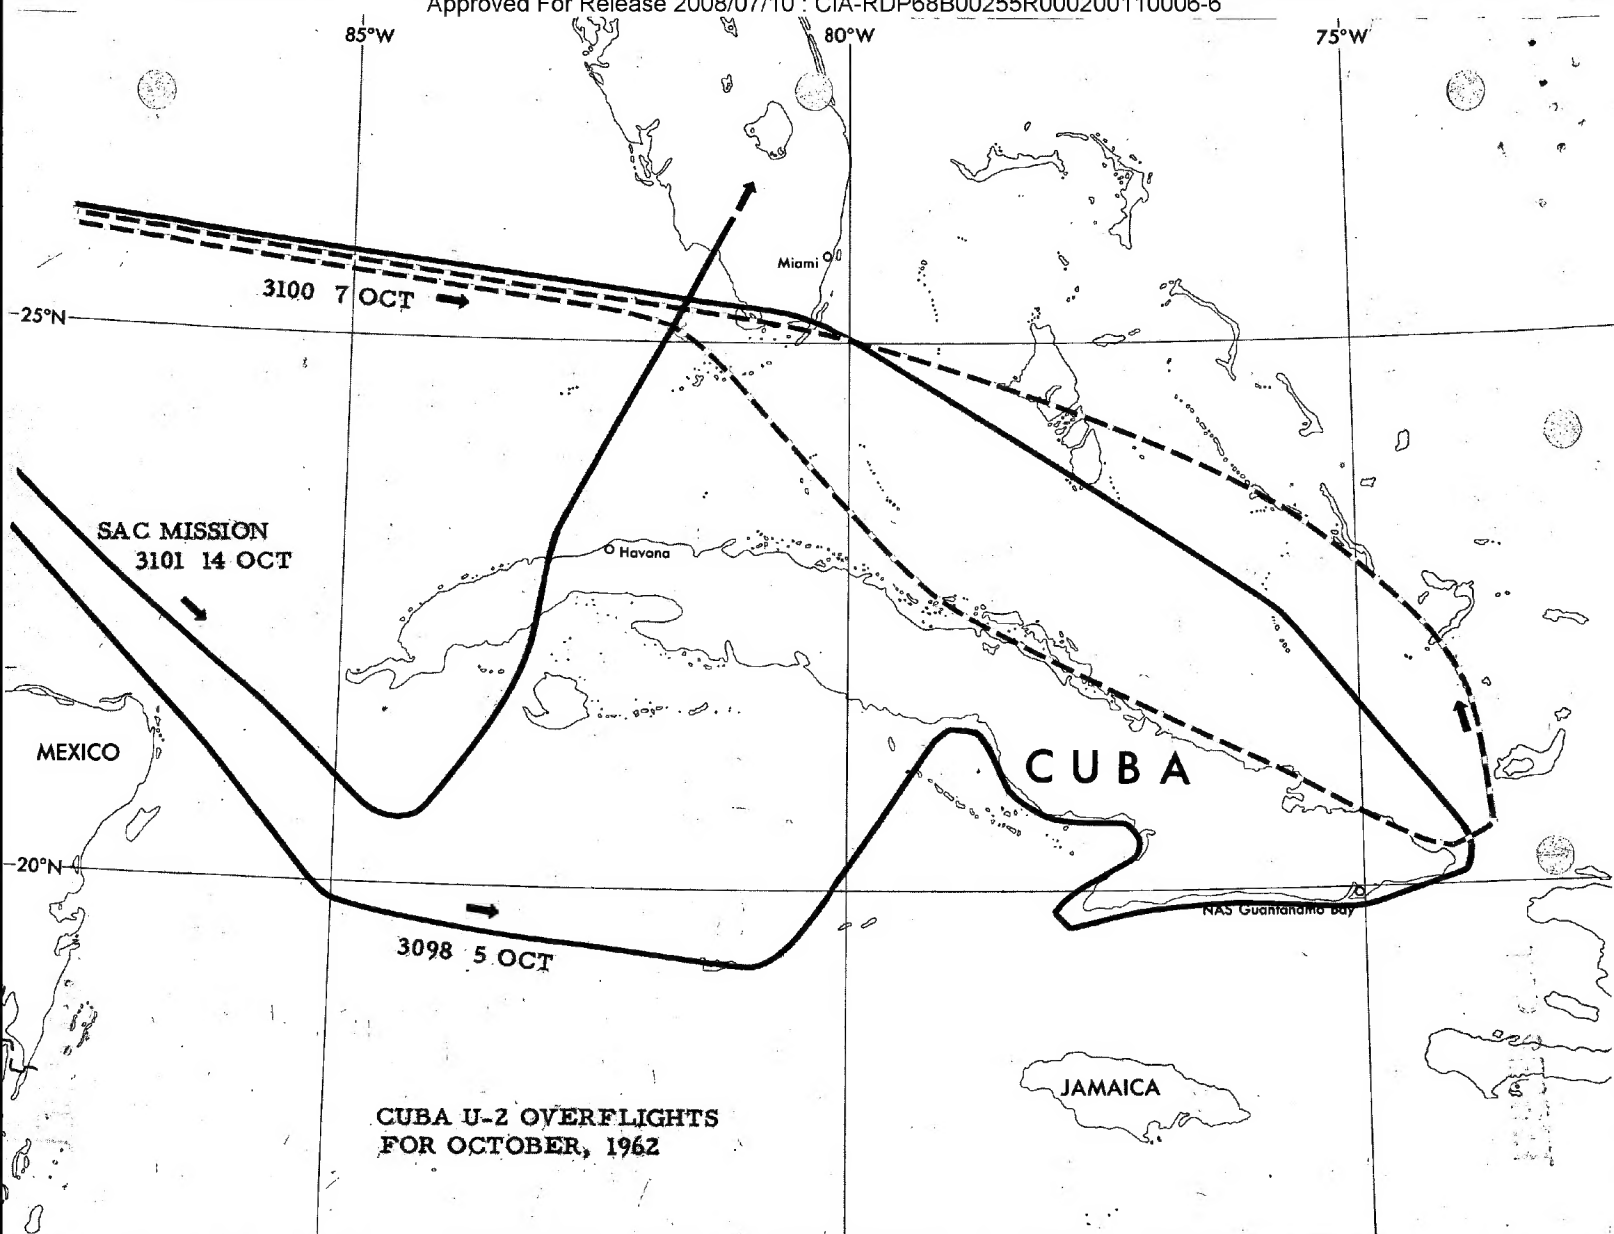 Approved For Release 2008/07/10 : CIA-RDP68B00255R000200110006-6
85°W
80°W
75°W
Miami
3100 7 OCT
25°N
SAC MISSION
3101 14 OCT
Havana
MEXICO
CUBA
20°N
NAS Guantanamo Bay
3098 5 OCT
JAMAICA
CUBA U-2 OVERFLIGHTS
FOR OCTOBER, 1962